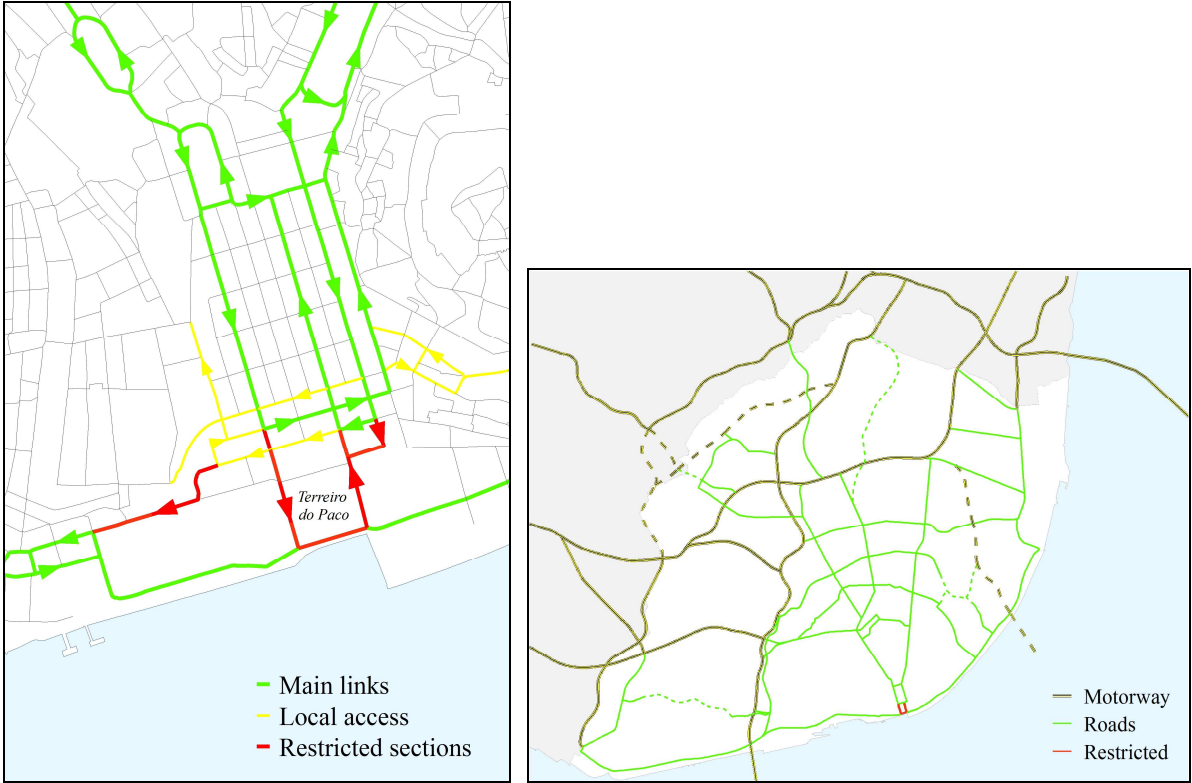 Terreiro
do Paco
Main links
Local access
Restricted sections
Motorway
Roads
Restricted